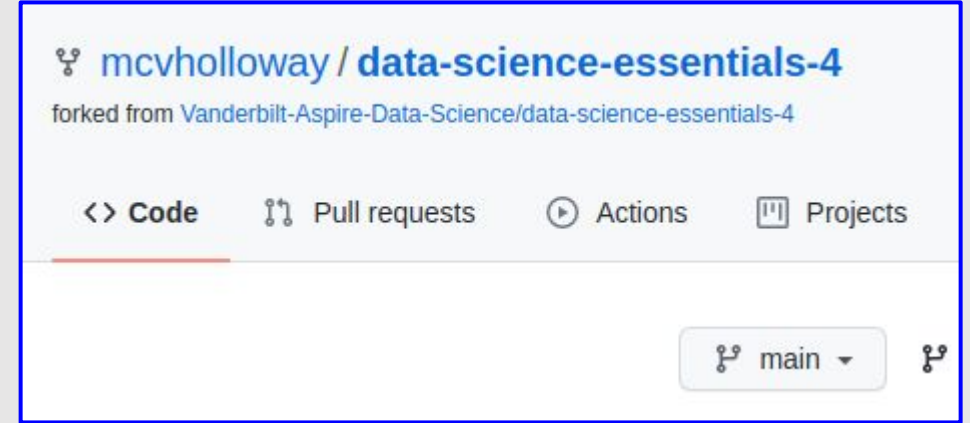 mcvholloway / data-science-essentials-4
forked from Vanderbilt-Aspire-Data-Science/data-science-essentials-4
<> Code Pull requests Actions Projects
main